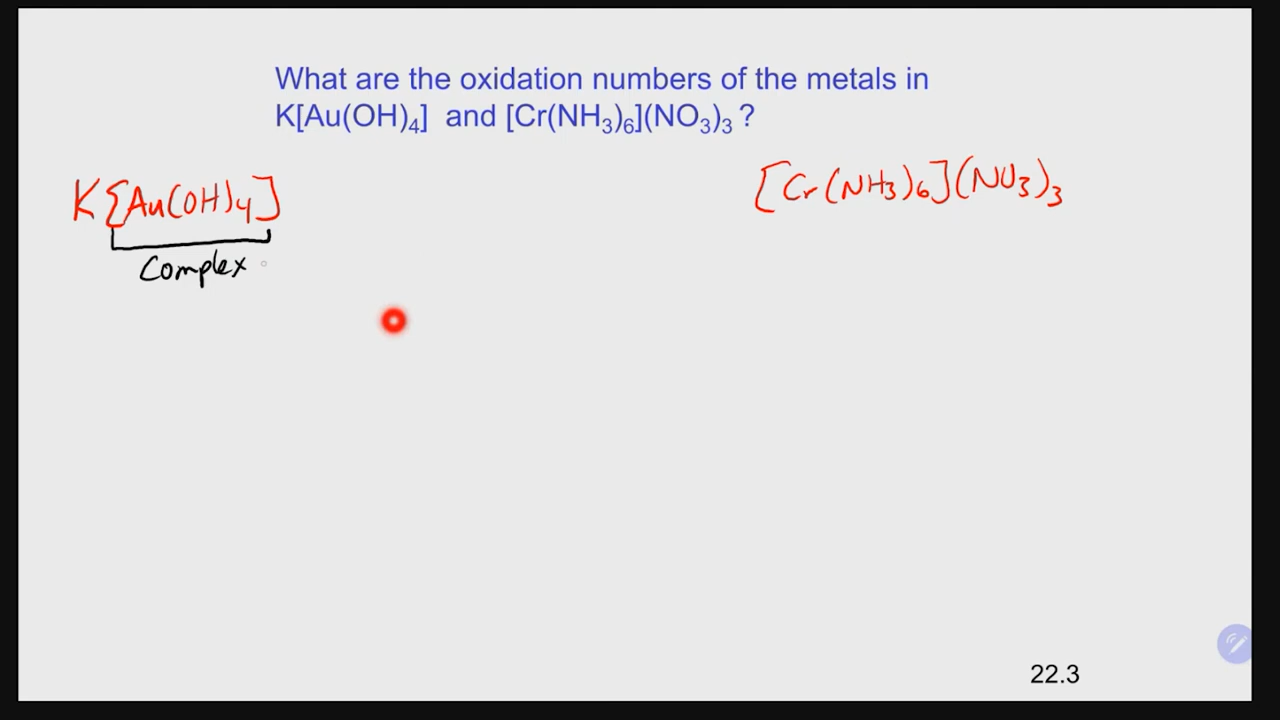 What are the oxidation numbers of the metals in
K[Au(OH)₄] and [Cr(NH₃)₆](NO₃)₃ ?
K[Au(OH)₄]
[Cr(NH₃)₆](NO₃)₃
Complex
22.3